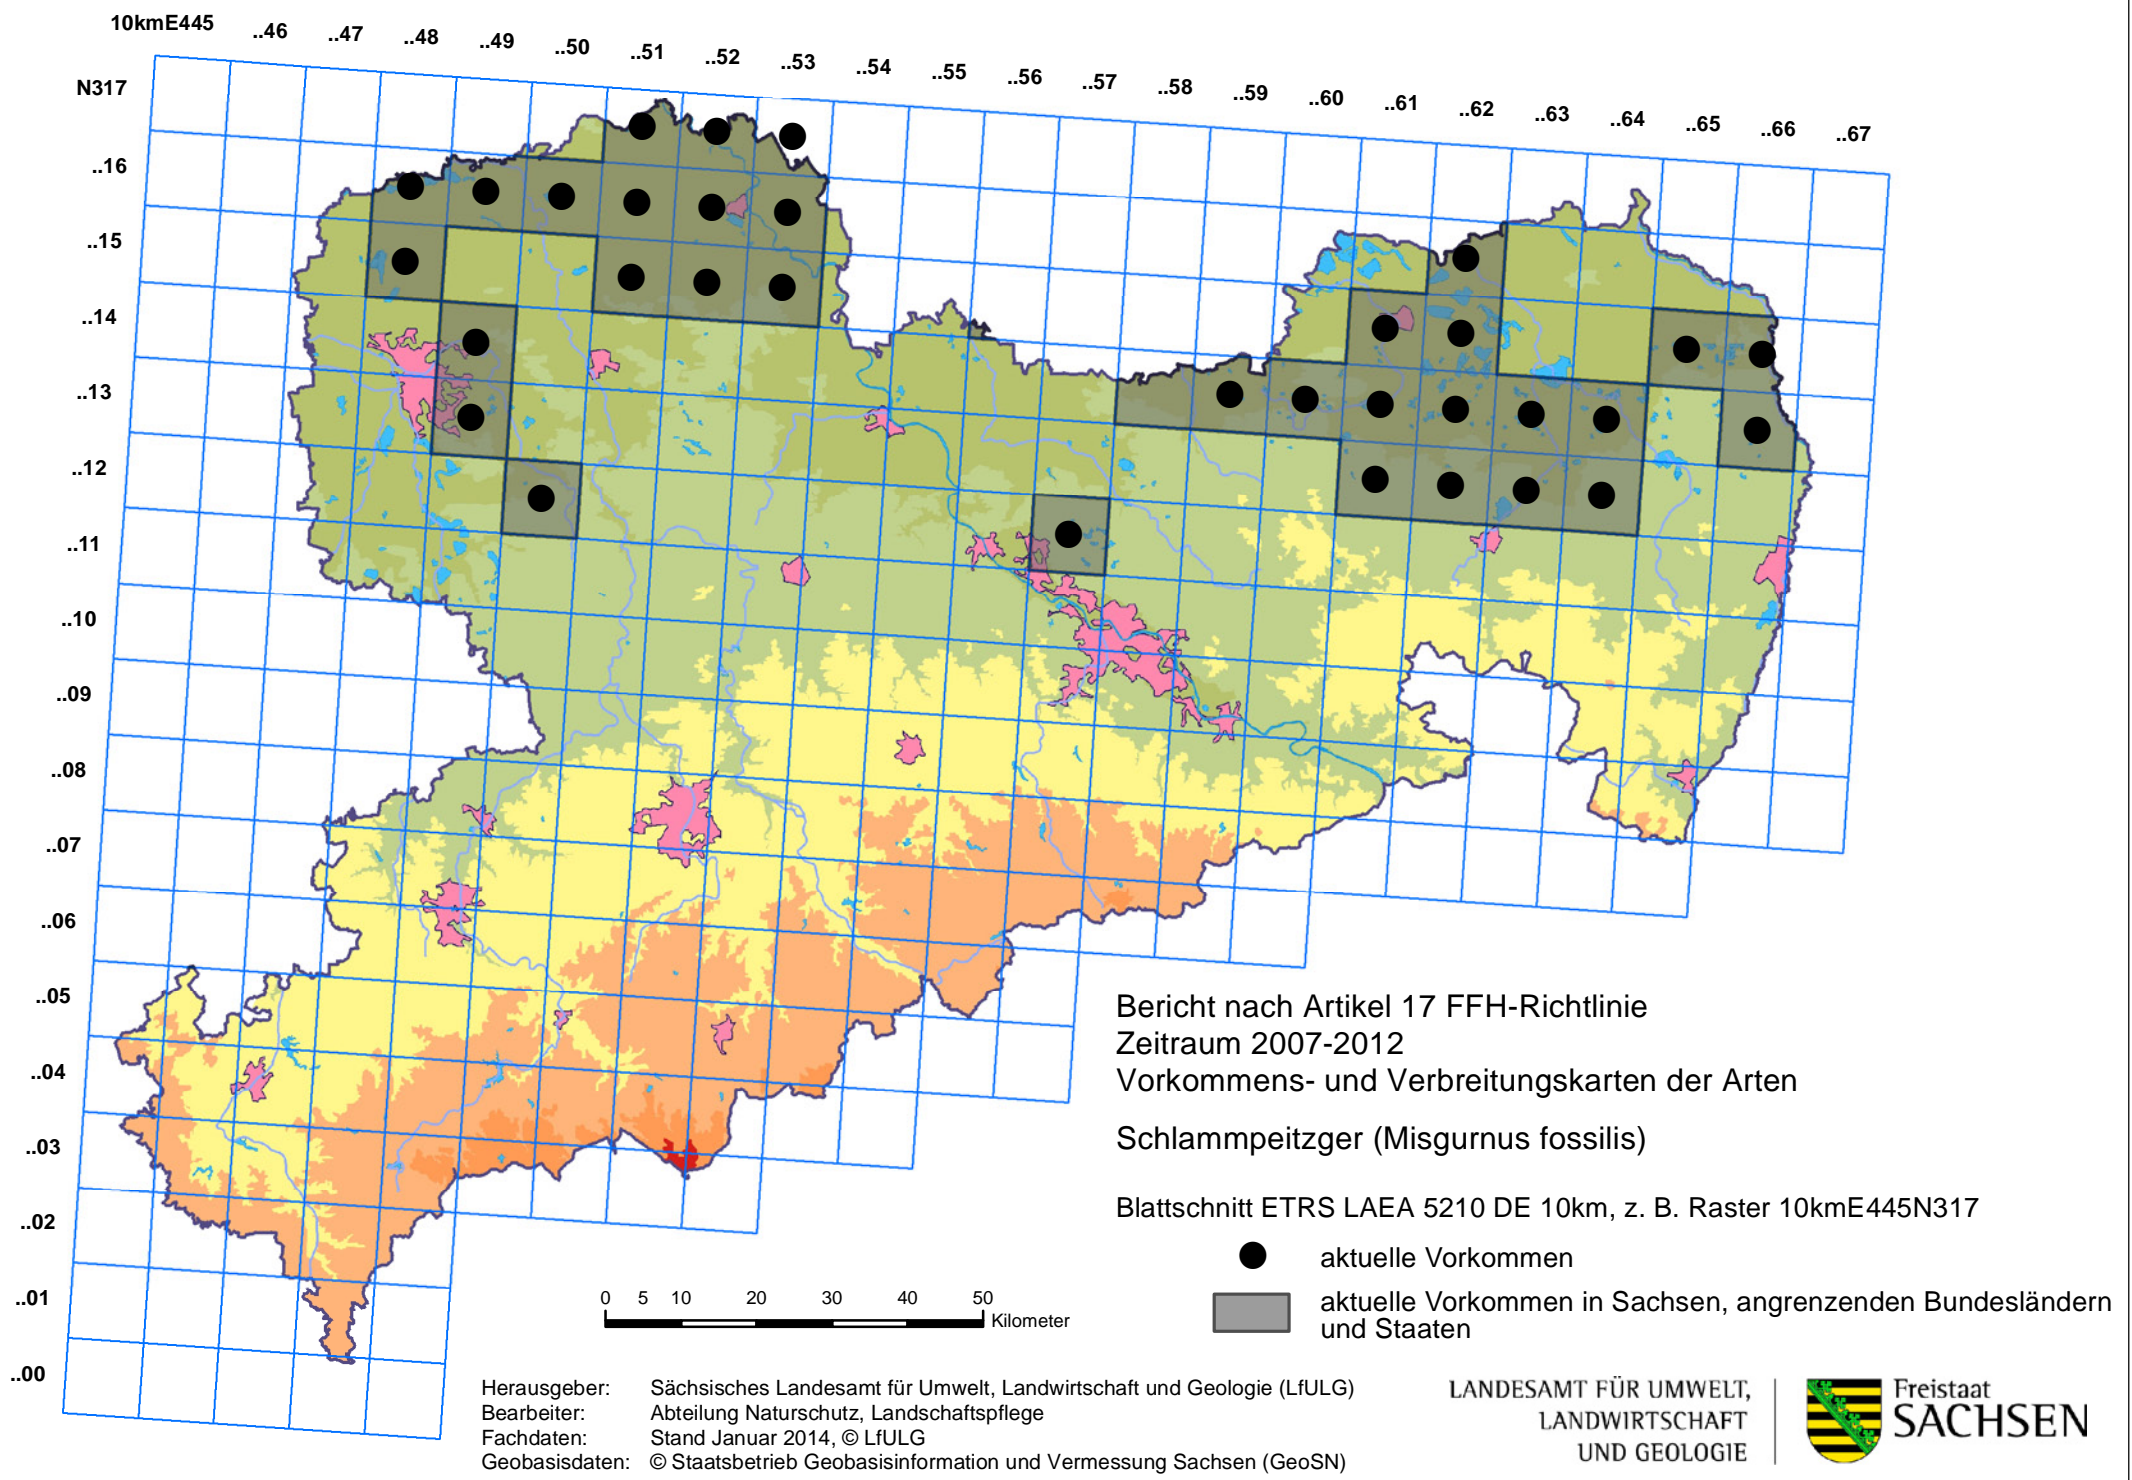 10kmE445 ..46 ..47 ..48 ..49 ..50 ..51 ..52 ..53 ..54 ..55 ..56 ..57 ..58 ..59 ..60 ..61 ..62 ..63 ..64 ..65 ..66 ..67
N317
..16
..15
..14
..13
..12
..11
..10
..09
..08
..07
..06
..05
..04
..03
..02
..01
..00
Bericht nach Artikel 17 FFH-Richtlinie
Zeitraum 2007-2012
Vorkommens- und Verbreitungskarten der Arten
Schlammpeitzger (Misgurnus fossilis)
Blattschnitt ETRS LAEA 5210 DE 10km, z. B. Raster 10kmE445N317
aktuelle Vorkommen
aktuelle Vorkommen in Sachsen, angrenzenden Bundesländern
und Staaten
0 5 10 20 30 40 50
Kilometer
Herausgeber: Sächsisches Landesamt für Umwelt, Landwirtschaft und Geologie (LfULG)
Bearbeiter: Abteilung Naturschutz, Landschaftspflege
Fachdaten: Stand Januar 2014, © LfULG
Geobasisdaten: © Staatsbetrieb Geobasisinformation und Vermessung Sachsen (GeoSN)
LANDESAMT FÜR UMWELT,
LANDWIRTSCHAFT
UND GEOLOGIE
Freistaat
SACHSEN